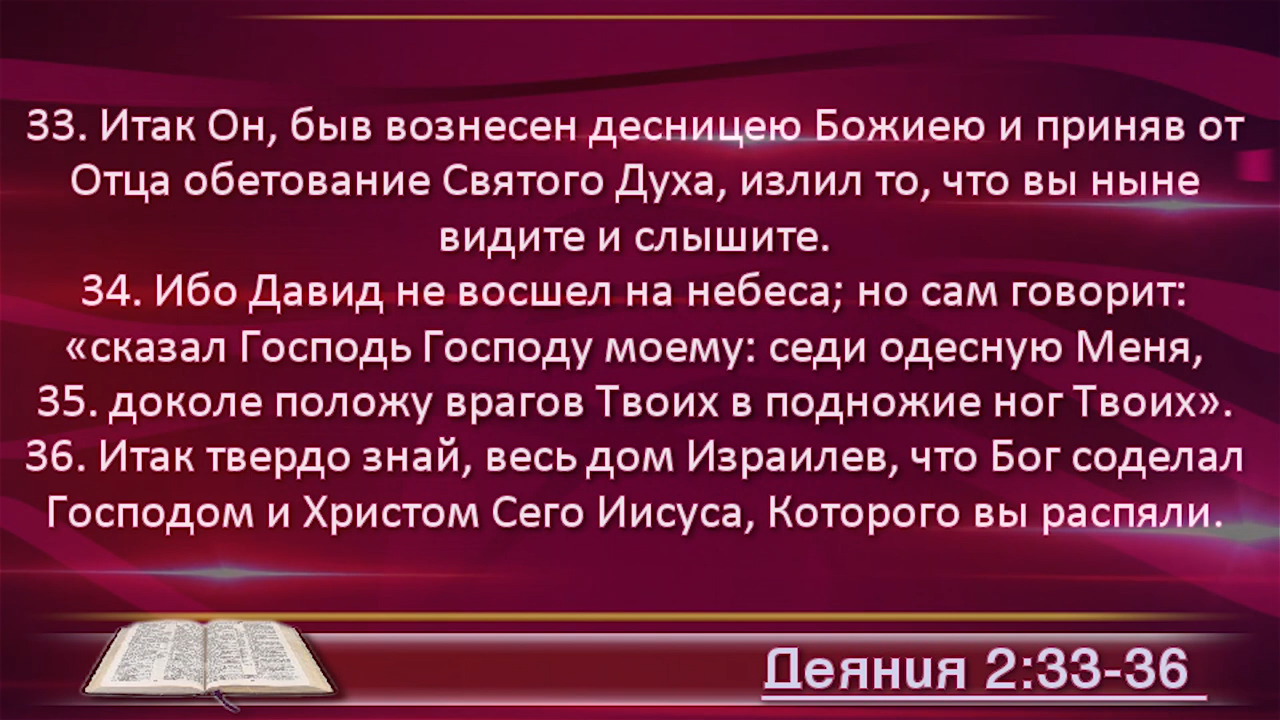 33. Итак Он, быв вознесен десницею Божиею и приняв от
Отца обетование Святого Духа, излил то, что вы ныне
видите и слышите.
34. Ибо Давид не восшел на небеса; но сам говорит:
«сказал Господь Господу моему: седи одесную Меня,
35. доколе положу врагов Твоих в подножие ног Твоих».
36. Итак твердо знай, весь дом Израилев, что Бог соделал
Господом и Христом Сего Иисуса, Которого вы распяли.
Деяния 2:33-36